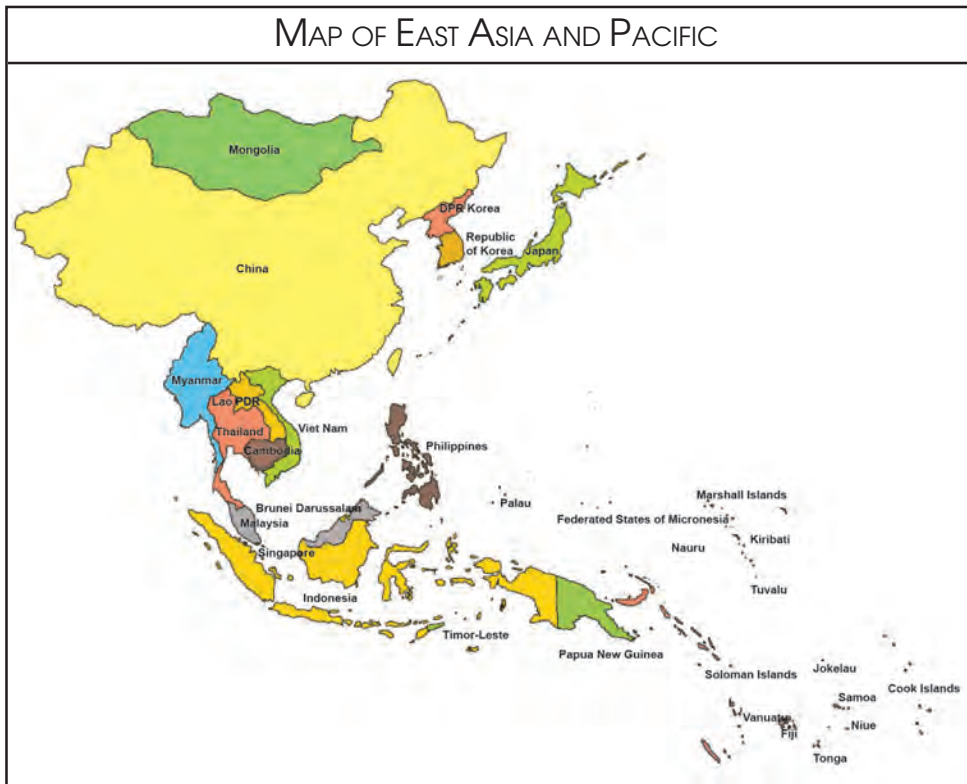 MAP OF EAST ASIA AND PACIFIC
Mongolia
DPR Korea
Republic
of Korea
Japan
China
Myanmar
Lao PDR
Thailand
Viet Nam
Cambodia
Philippines
Palau
Marshall Islands
Brunei Darussalam
Federated States of Micronesia
Malaysia
Kiribati
Nauru
Singapore
Tuvalu
Indonesia
Timor-Leste
Papua New Guinea
Soloman Islands
Jokelau
Cook Islands
Samoa
Vanuatu
Niue
Fiji
Tonga